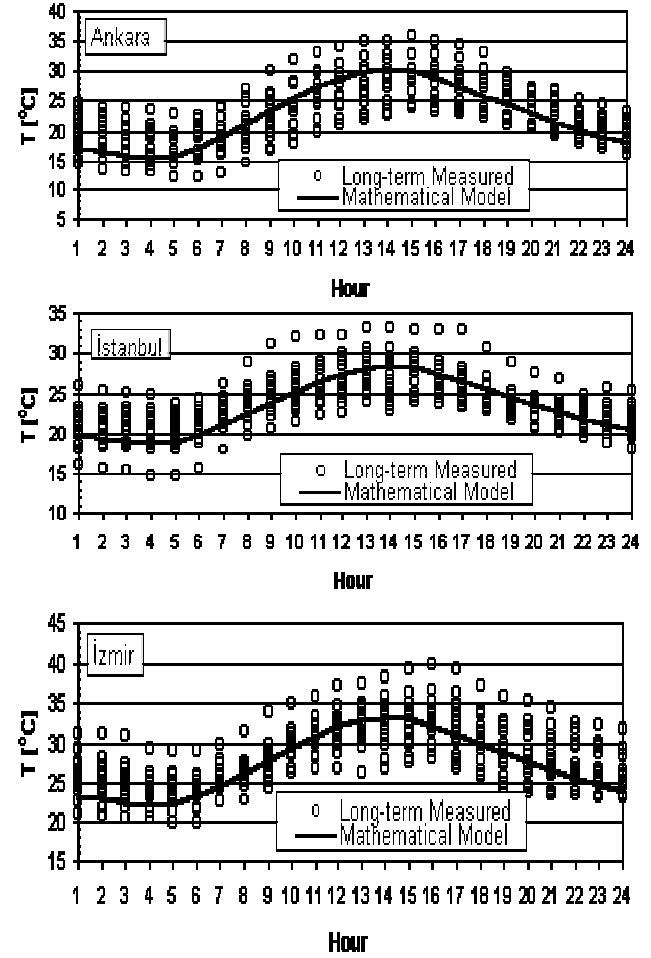 40
35
30
25
20
15
10
5
T [°C]
Ankara
Long-term Measured
Mathematical Model
1 2 3 4 5 6 7 8 9 10 11 12 13 14 15 16 17 18 19 20 21 22 23 24
Hour
35
30
25
20
15
10
T [°C]
İstanbul
Long-term Measured
Mathematical Model
1 2 3 4 5 6 7 8 9 10 11 12 13 14 15 16 17 18 19 20 21 22 23 24
Hour
45
40
35
30
25
20
15
T [°C]
İzmir
Long-term Measured
Mathematical Model
1 2 3 4 5 6 7 8 9 10 11 12 13 14 15 16 17 18 19 20 21 22 23 24
Hour